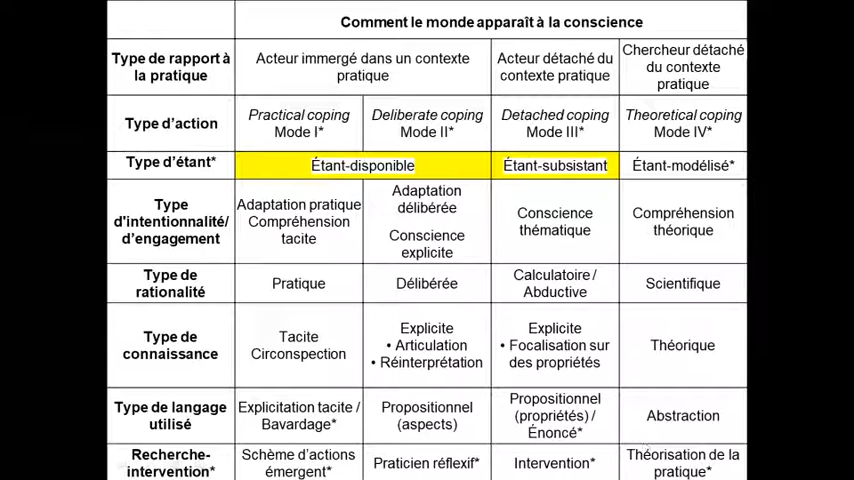 Comment le monde apparaît à la conscience
Type de rapport à
la pratique
Acteur immergé dans un contexte
pratique
Acteur détaché du
contexte pratique
Chercheur détaché
du contexte
pratique
Type d'action
Practical coping
Mode I*
Deliberate coping
Mode II*
Detached coping
Mode III*
Theoretical coping
Mode IV*
Type d'étant*
Étant-disponible
Étant-subsistant
Étant-modélisé*
Type
d'intentionnalité/
d'engagement
Adaptation pratique
Compréhension
tacite
Adaptation
délibérée
Conscience
explicite
Conscience
thématique
Compréhension
théorique
Type de
rationalité
Pratique
Délibérée
Calculatoire /
Abductive
Scientifique
Type de
connaissance
Tacite
Circonspection
Explicite
• Articulation
• Réinterprétation
Explicite
• Focalisation sur
des propriétés
Théorique
Type de langage
utilisé
Explicitation tacite /
Bavardage*
Propositionnel
(aspects)
Propositionnel
(propriétés) /
Énoncé*
Abstraction
Recherche-
intervention*
Schème d'actions
émergent*
Praticien réflexif*
Intervention*
Théorisation de la
pratique*